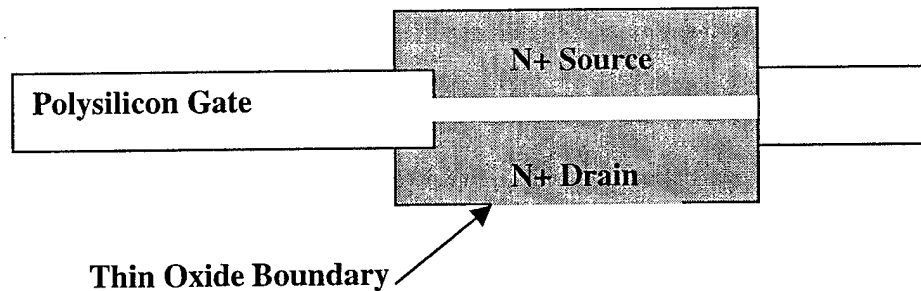 N+ Source
Polysilicon Gate
N+ Drain
Thin Oxide Boundary